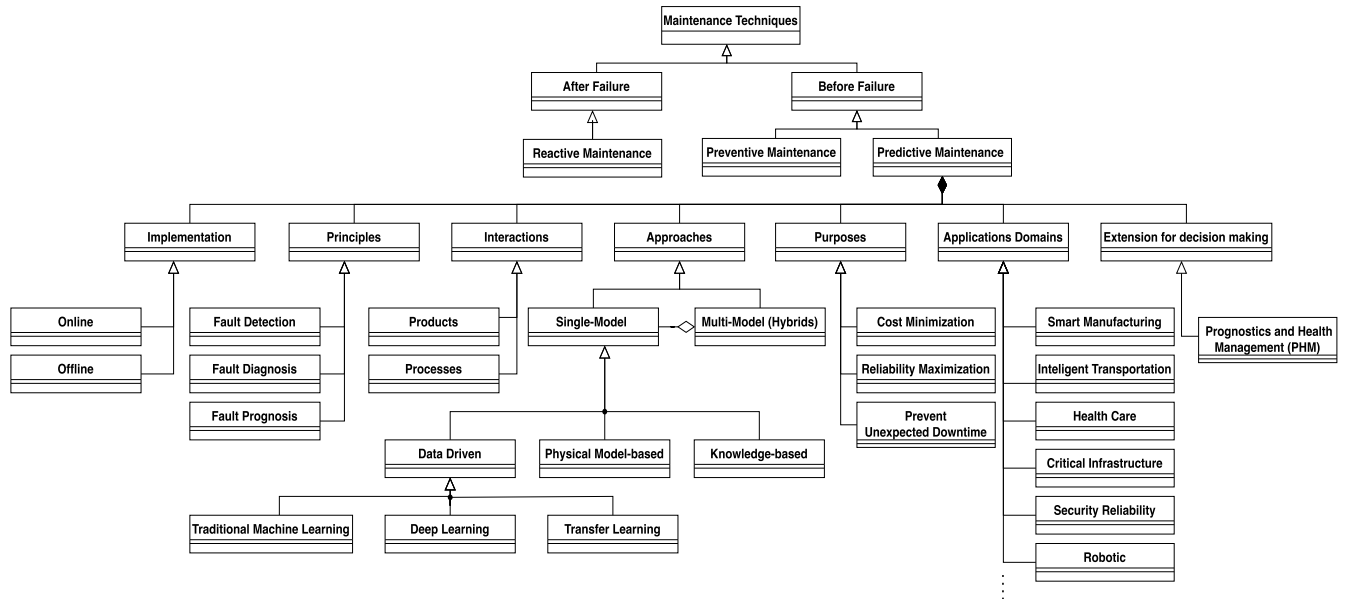 Maintenance Techniques
After Failure
Before Failure
Reactive Maintenance
Preventive Maintenance
Predictive Maintenance
Implementation
Principles
Interactions
Approaches
Purposes
Applications Domains
Extension for decision making
Online
Fault Detection
Products
Single-Model
Multi-Model (Hybrids)
Cost Minimization
Smart Manufacturing
Prognostics and Health
Management (PHM)
Offline
Fault Diagnosis
Processes
Reliability Maximization
Inteligent Transportation
Fault Prognosis
Prevent
Unexpected Downtime
Health Care
Data Driven
Physical Model-based
Knowledge-based
Critical Infrastructure
Security Reliability
Traditional Machine Learning
Deep Learning
Transfer Learning
Robotic